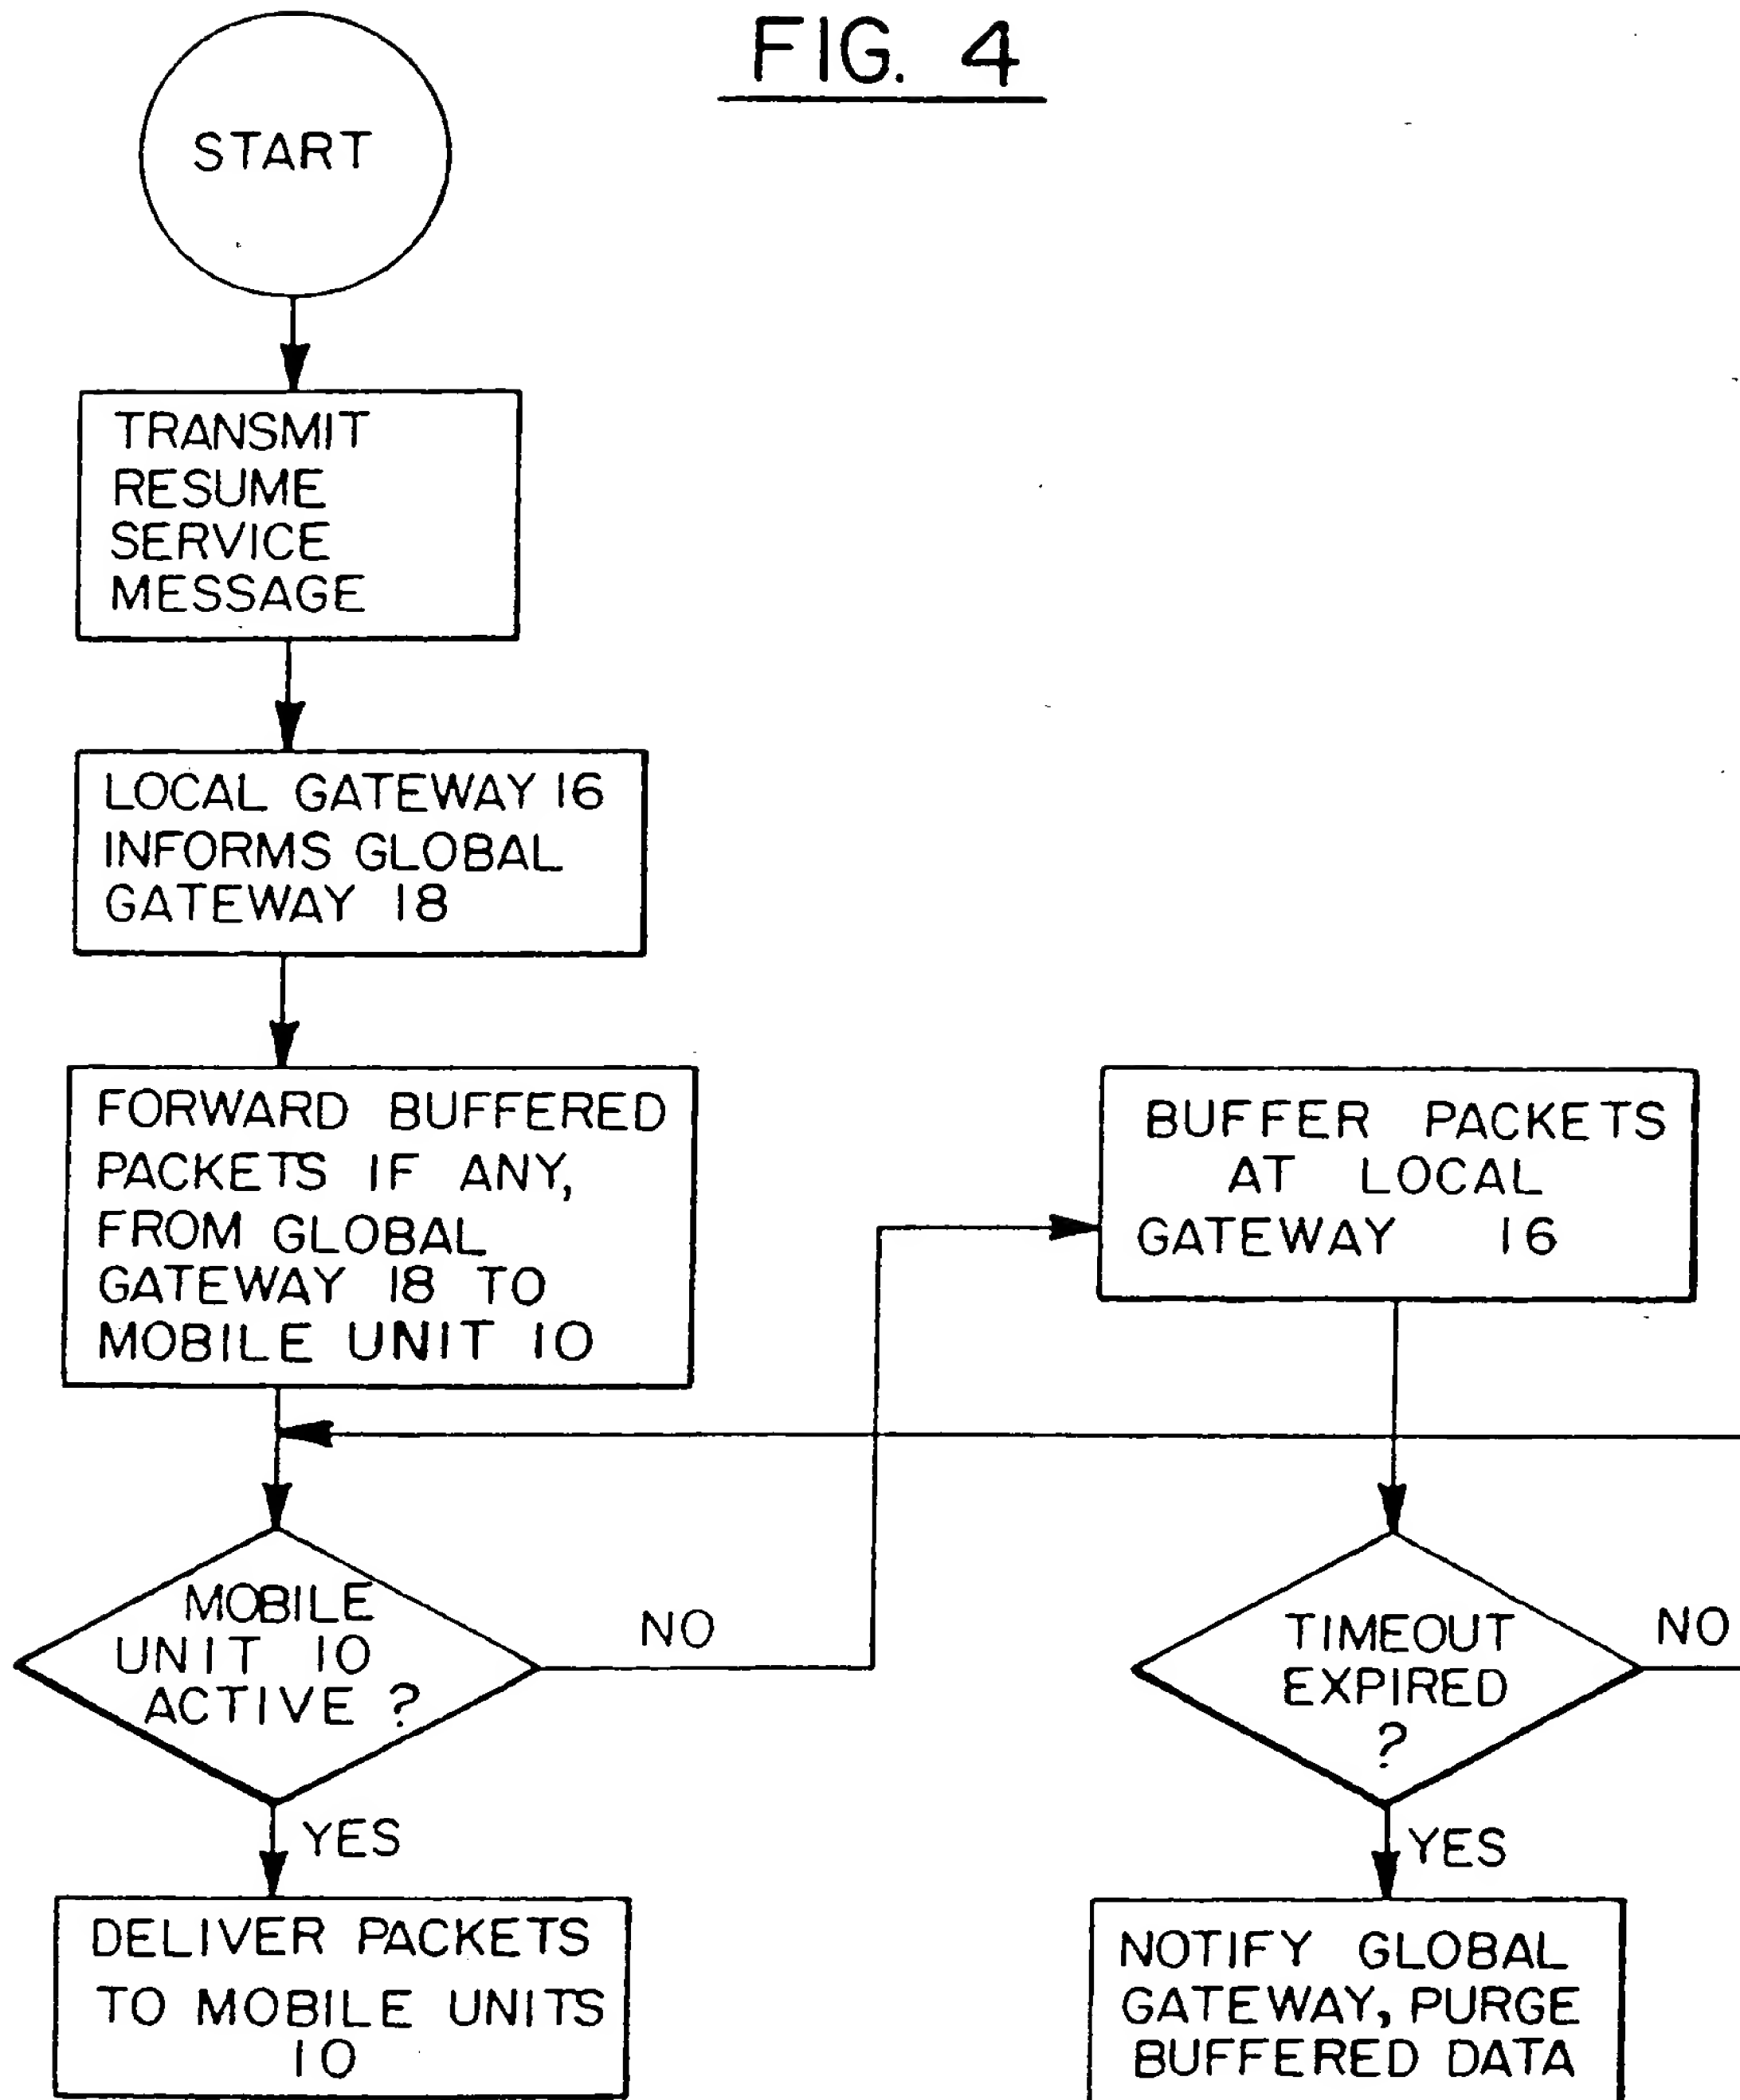 FIG. 4
START
TRANSMIT
RESUME
SERVICE
MESSAGE
LOCAL GATEWAY 16
INFORMS GLOBAL
GATEWAY 18
FORWARD BUFFERED
PACKETS IF ANY,
FROM GLOBAL
GATEWAY 18 TO
MOBILE UNIT 10
BUFFER PACKETS
AT LOCAL
GATEWAY 16
MOBILE
UNIT 10
ACTIVE ?
NO
YES
TIMEOUT
EXPIRED
?
NO
YES
DELIVER PACKETS
TO MOBILE UNITS
10
NOTIFY GLOBAL
GATEWAY, PURGE
BUFFERED DATA